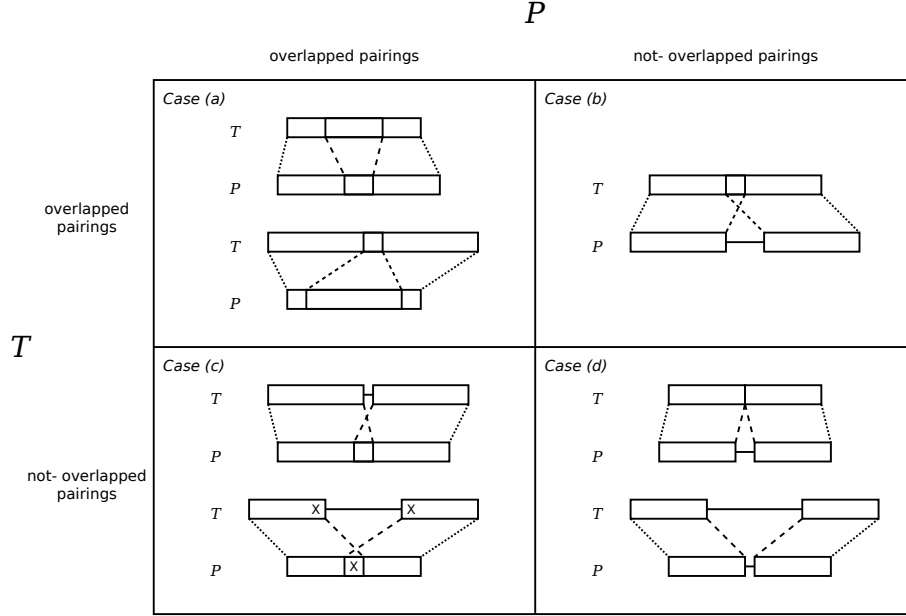 P
overlapped pairings
not- overlapped pairings
Case (a)
Case (b)
T
P
T
P
T
P
overlapped
pairings
T
Case (c)
Case (d)
T
P
T
P
not- overlapped
pairings
T
X
X
P
X
T
P